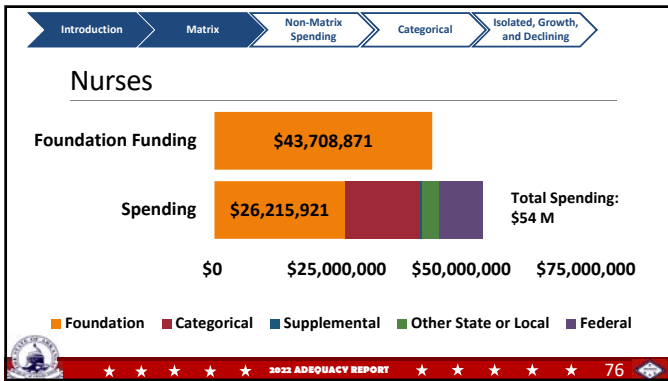 Introduction
Matrix
Non-Matrix
Spending
Categorical
Isolated, Growth,
and Declining
Nurses
Foundation Funding
$43,708,871
Spending
$26,215,921
Total Spending:
$54 M
$0 $25,000,000 $50,000,000 $75,000,000
Foundation Categorical Supplemental Other State or Local Federal
2022 ADEQUACY REPORT
76